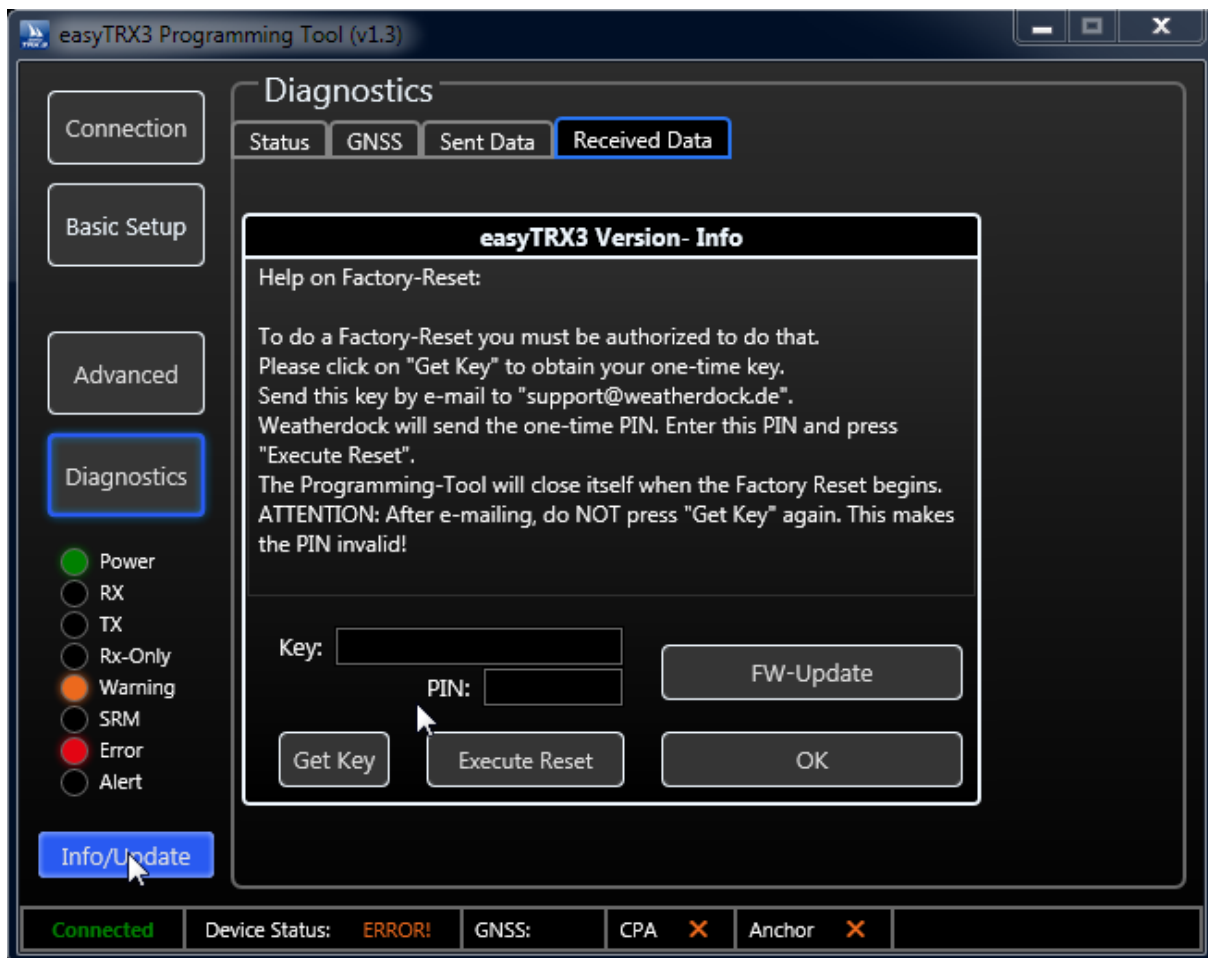 easyTRX3 Programming Tool (v1.3)
Connection
Basic Setup
Advanced
Diagnostics
Power
RX
TX
Rx-Only
Warning
SRM
Error
Alert
Info/Update
Diagnostics
Status GNSS Sent Data Received Data
easyTRX3 Version- Info
Help on Factory-Reset:
To do a Factory-Reset you must be authorized to do that.
Please click on "Get Key" to obtain your one-time key.
Send this key by e-mail to "support@weatherdock.de".
Weatherdock will send the one-time PIN. Enter this PIN and press
"Execute Reset".
The Programming-Tool will close itself when the Factory Reset begins.
ATTENTION: After e-mailing, do NOT press "Get Key" again. This makes
the PIN invalid!
Key:
PIN:
FW-Update
Get Key Execute Reset OK
Connected Device Status: ERROR! GNSS: CPA Anchor